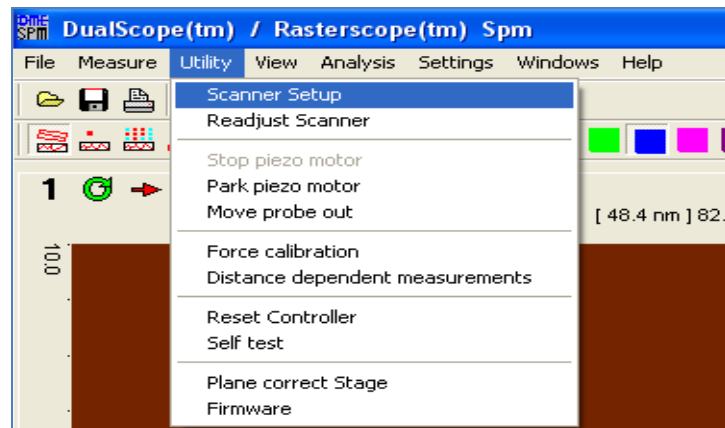 DME SPM DualScope(tm) / Rasterscope(tm) Spm
File Measure Utility View Analysis Settings Windows Help
Scanner Setup
Readjust Scanner
Stop piezo motor
Park piezo motor
Move probe out
1
[ 48.4 nm ] 82.
Force calibration
10.0
Distance dependent measurements
Reset Controller
Self test
Plane correct Stage
Firmware